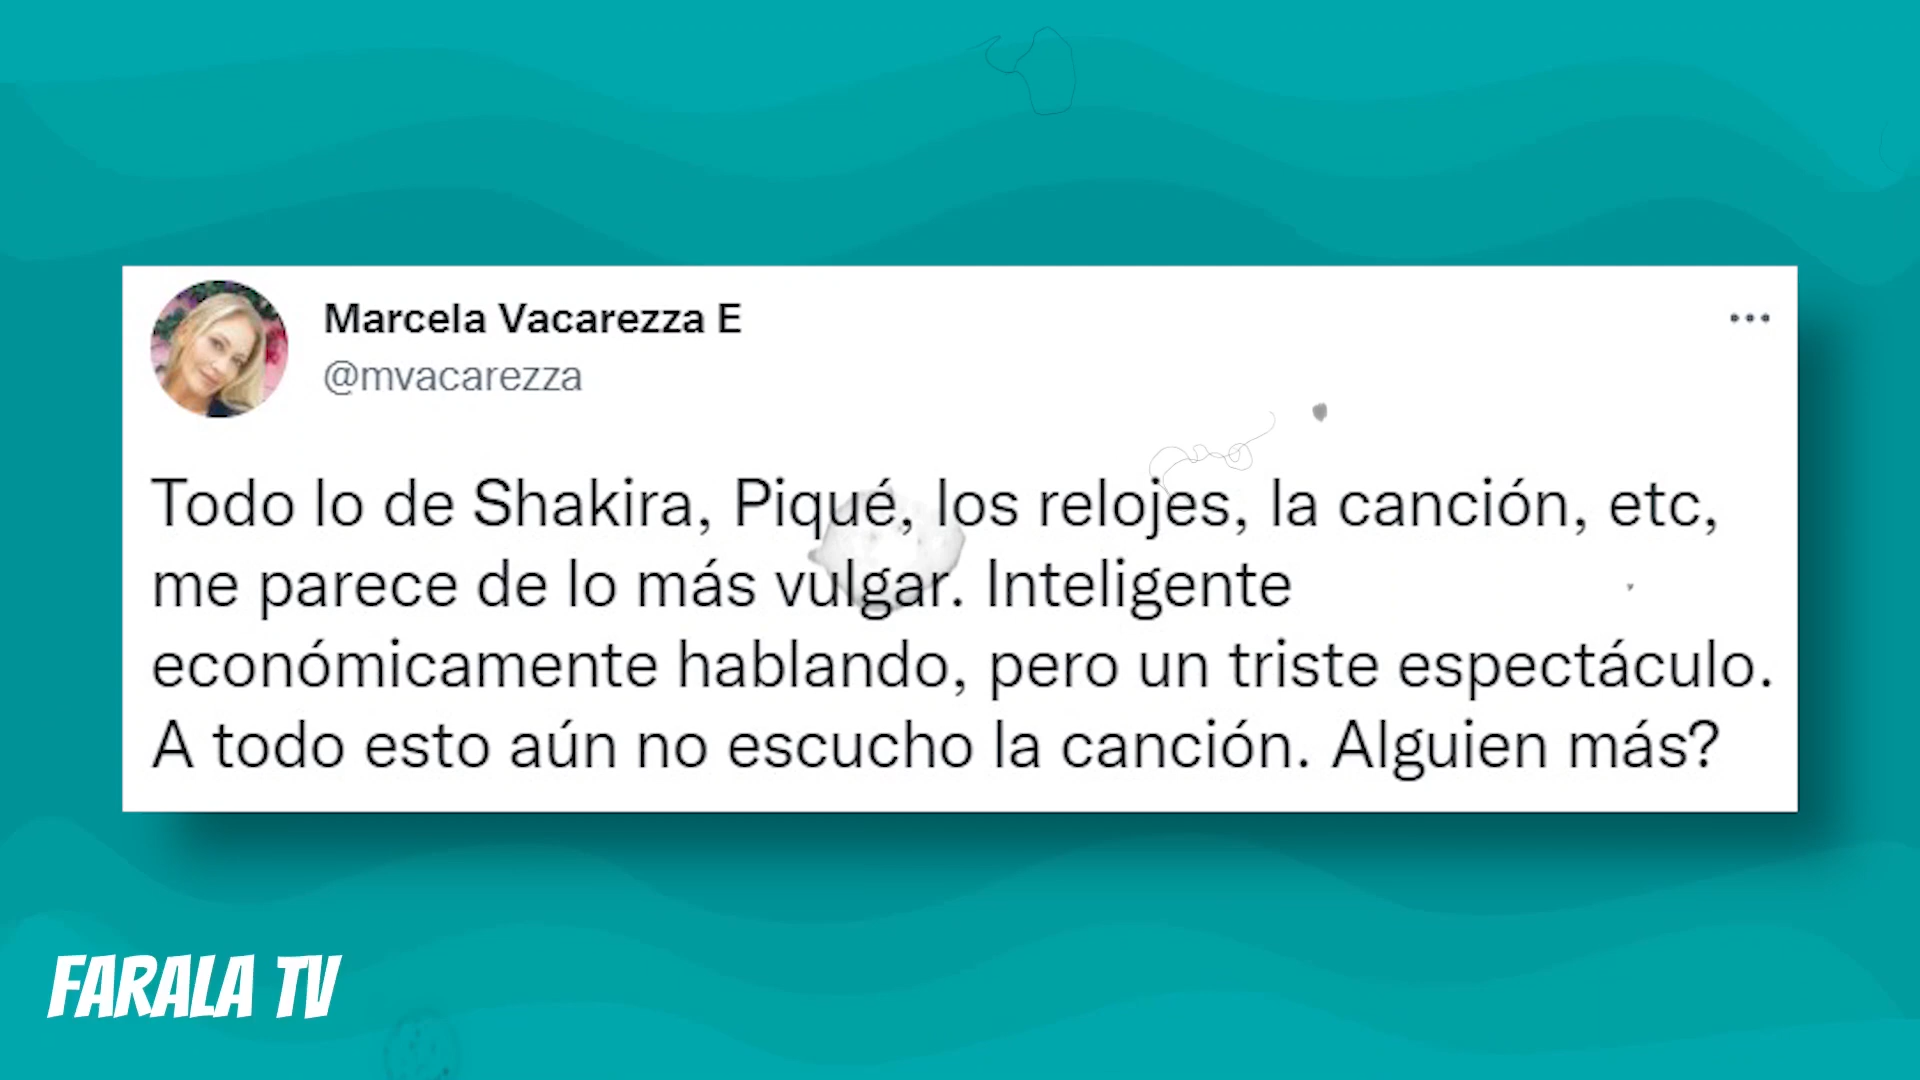 Marcela Vacarezza E
@mvacarezza
Todo lo de Shakira, Piqué, los relojes, la canción, etc,
me parece de lo más vulgar. Inteligente
económicamente hablando, pero un triste espectáculo.
A todo esto aún no escucho la canción. Alguien más?
FARALA TV